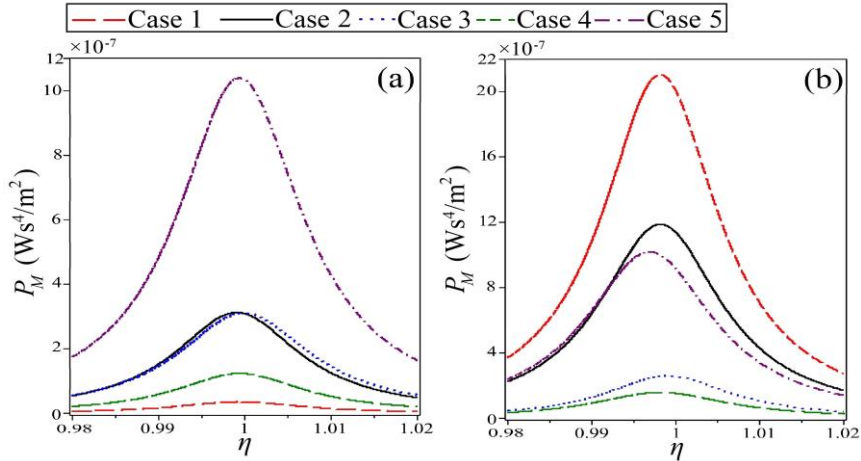 Case 1 Case 2 Case 3 Case 4 Case 5
×10⁻⁷
(a)
12
10
8
6
4
2
0
P_M (Ws⁴/m²)
0.98 0.99 1 1.01 1.02
η
×10⁻⁷
(b)
22
16
12
8
4
0
P_M (Ws⁴/m²)
0.98 0.99 1 1.01 1.02
η